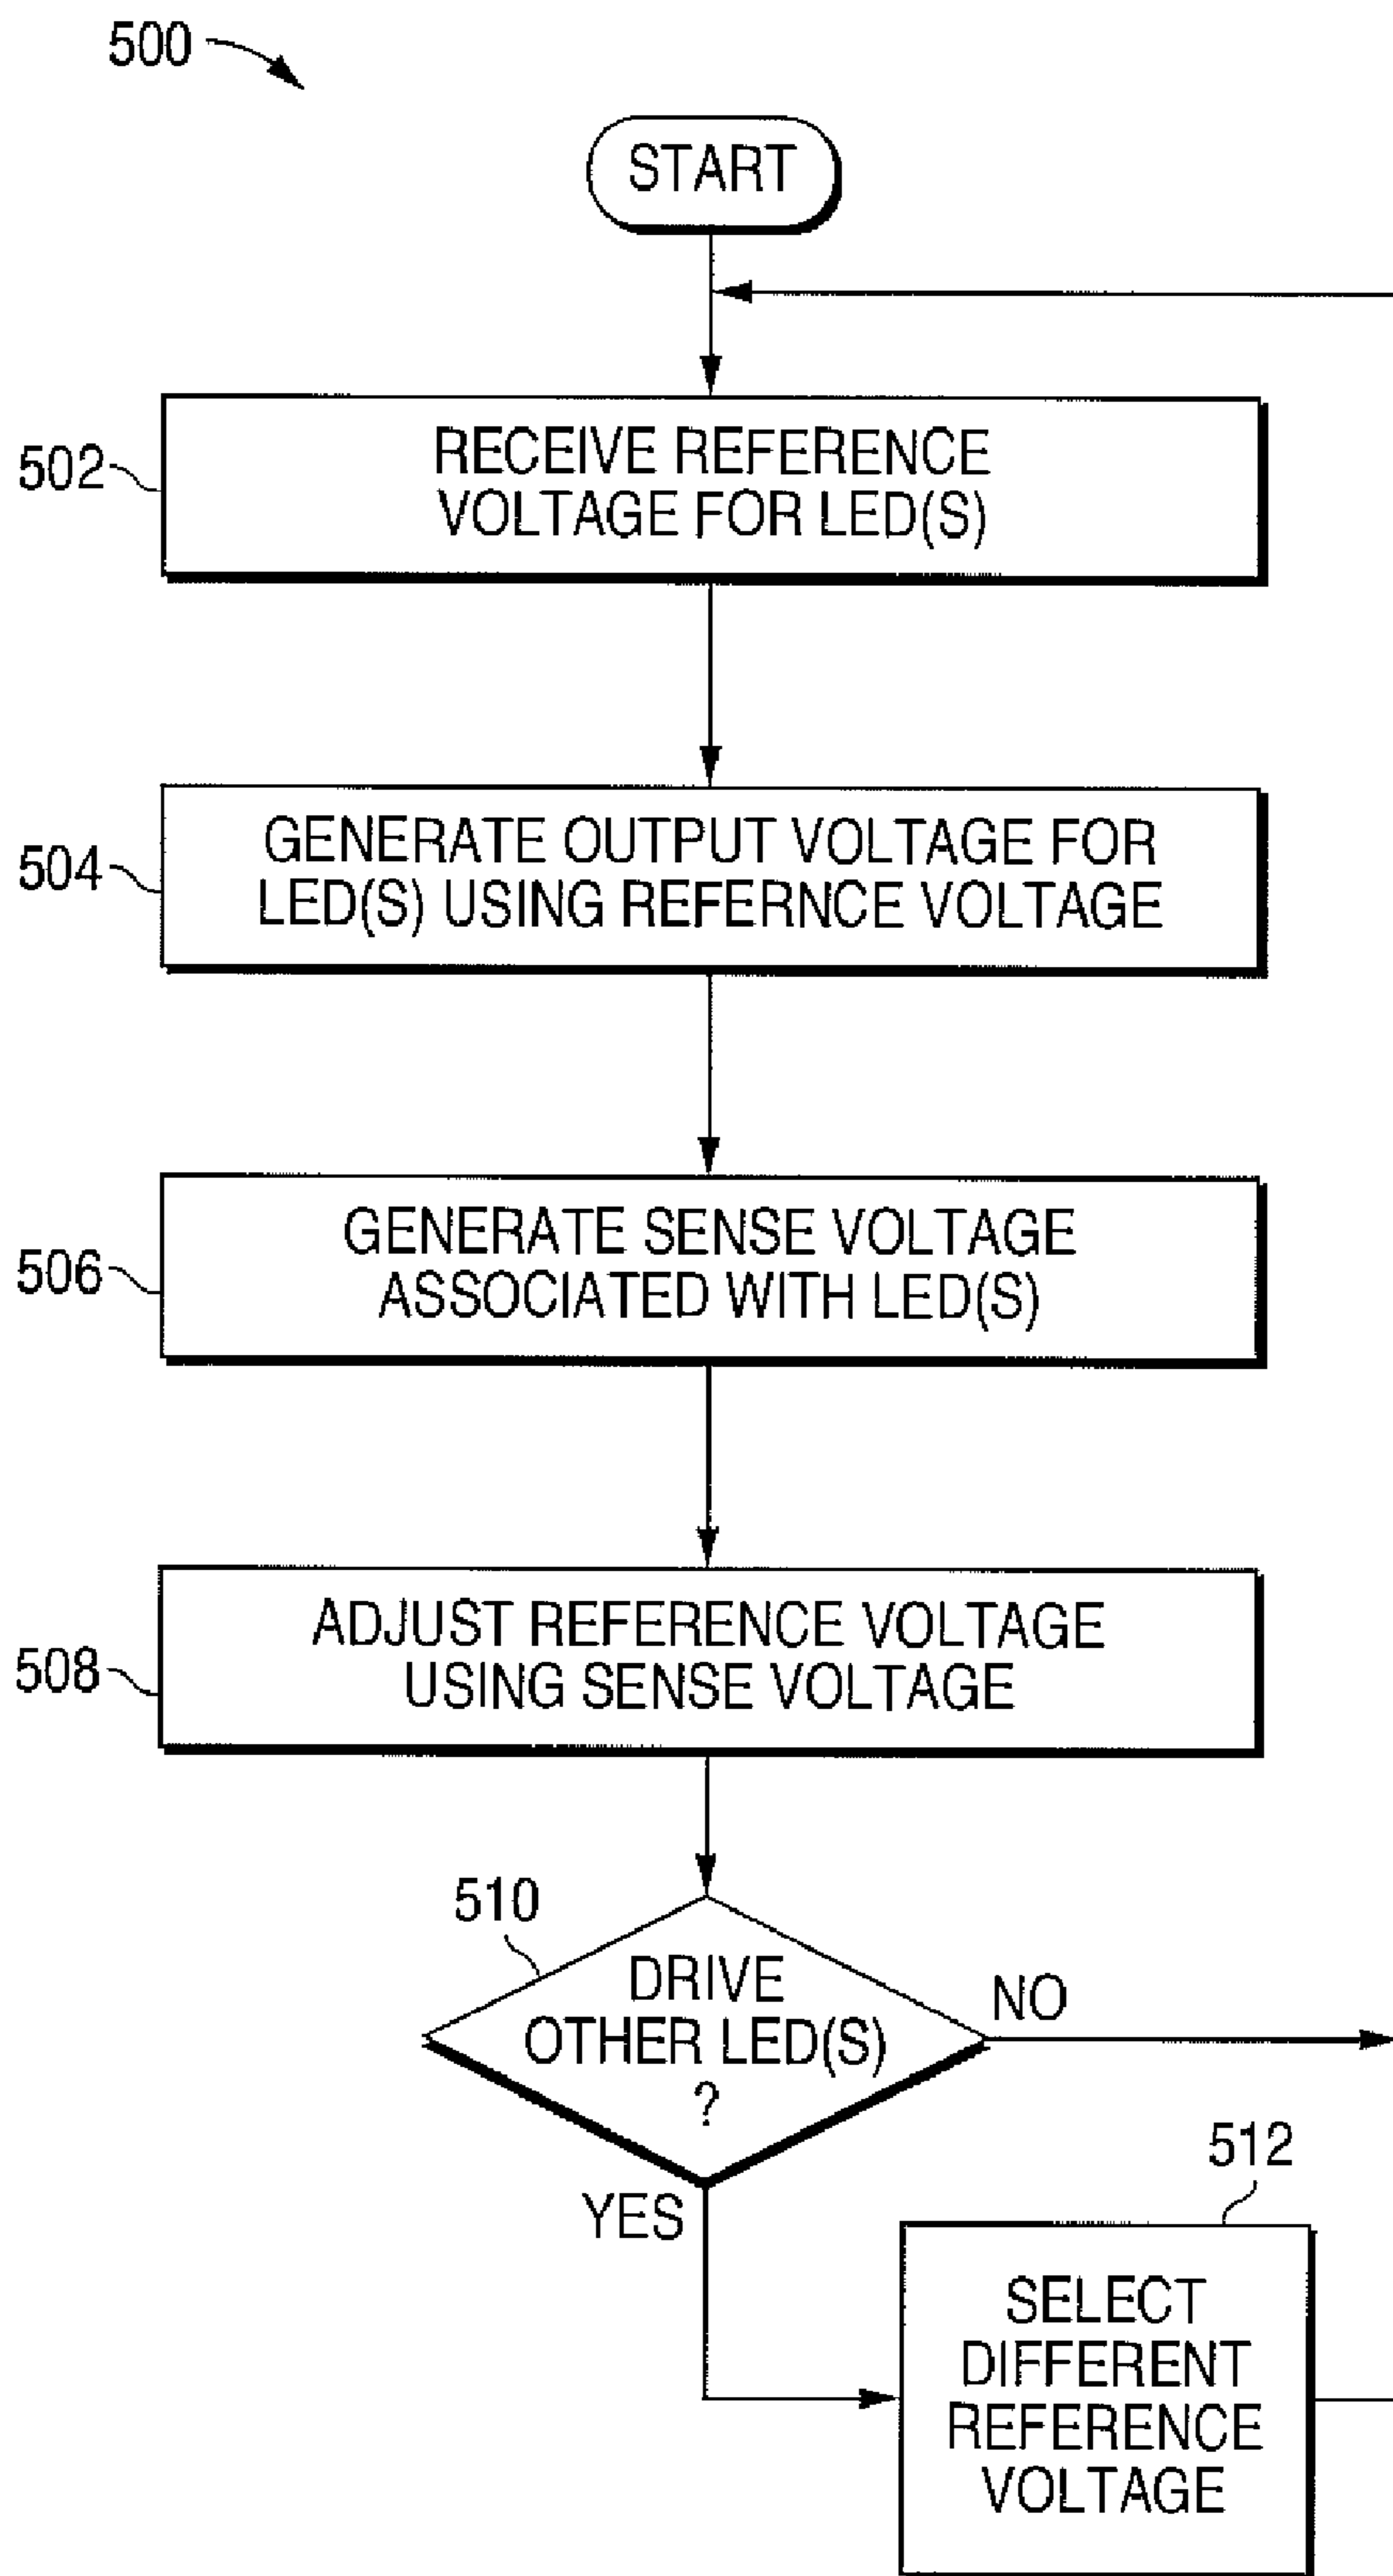 500
START
502
RECEIVE REFERENCE
VOLTAGE FOR LED(S)
504
GENERATE OUTPUT VOLTAGE FOR
LED(S) USING REFERNCE VOLTAGE
506
GENERATE SENSE VOLTAGE
ASSOCIATED WITH LED(S)
508
ADJUST REFERENCE VOLTAGE
USING SENSE VOLTAGE
510
DRIVE
OTHER LED(S)
?
NO
YES
512
SELECT
DIFFERENT
REFERENCE
VOLTAGE